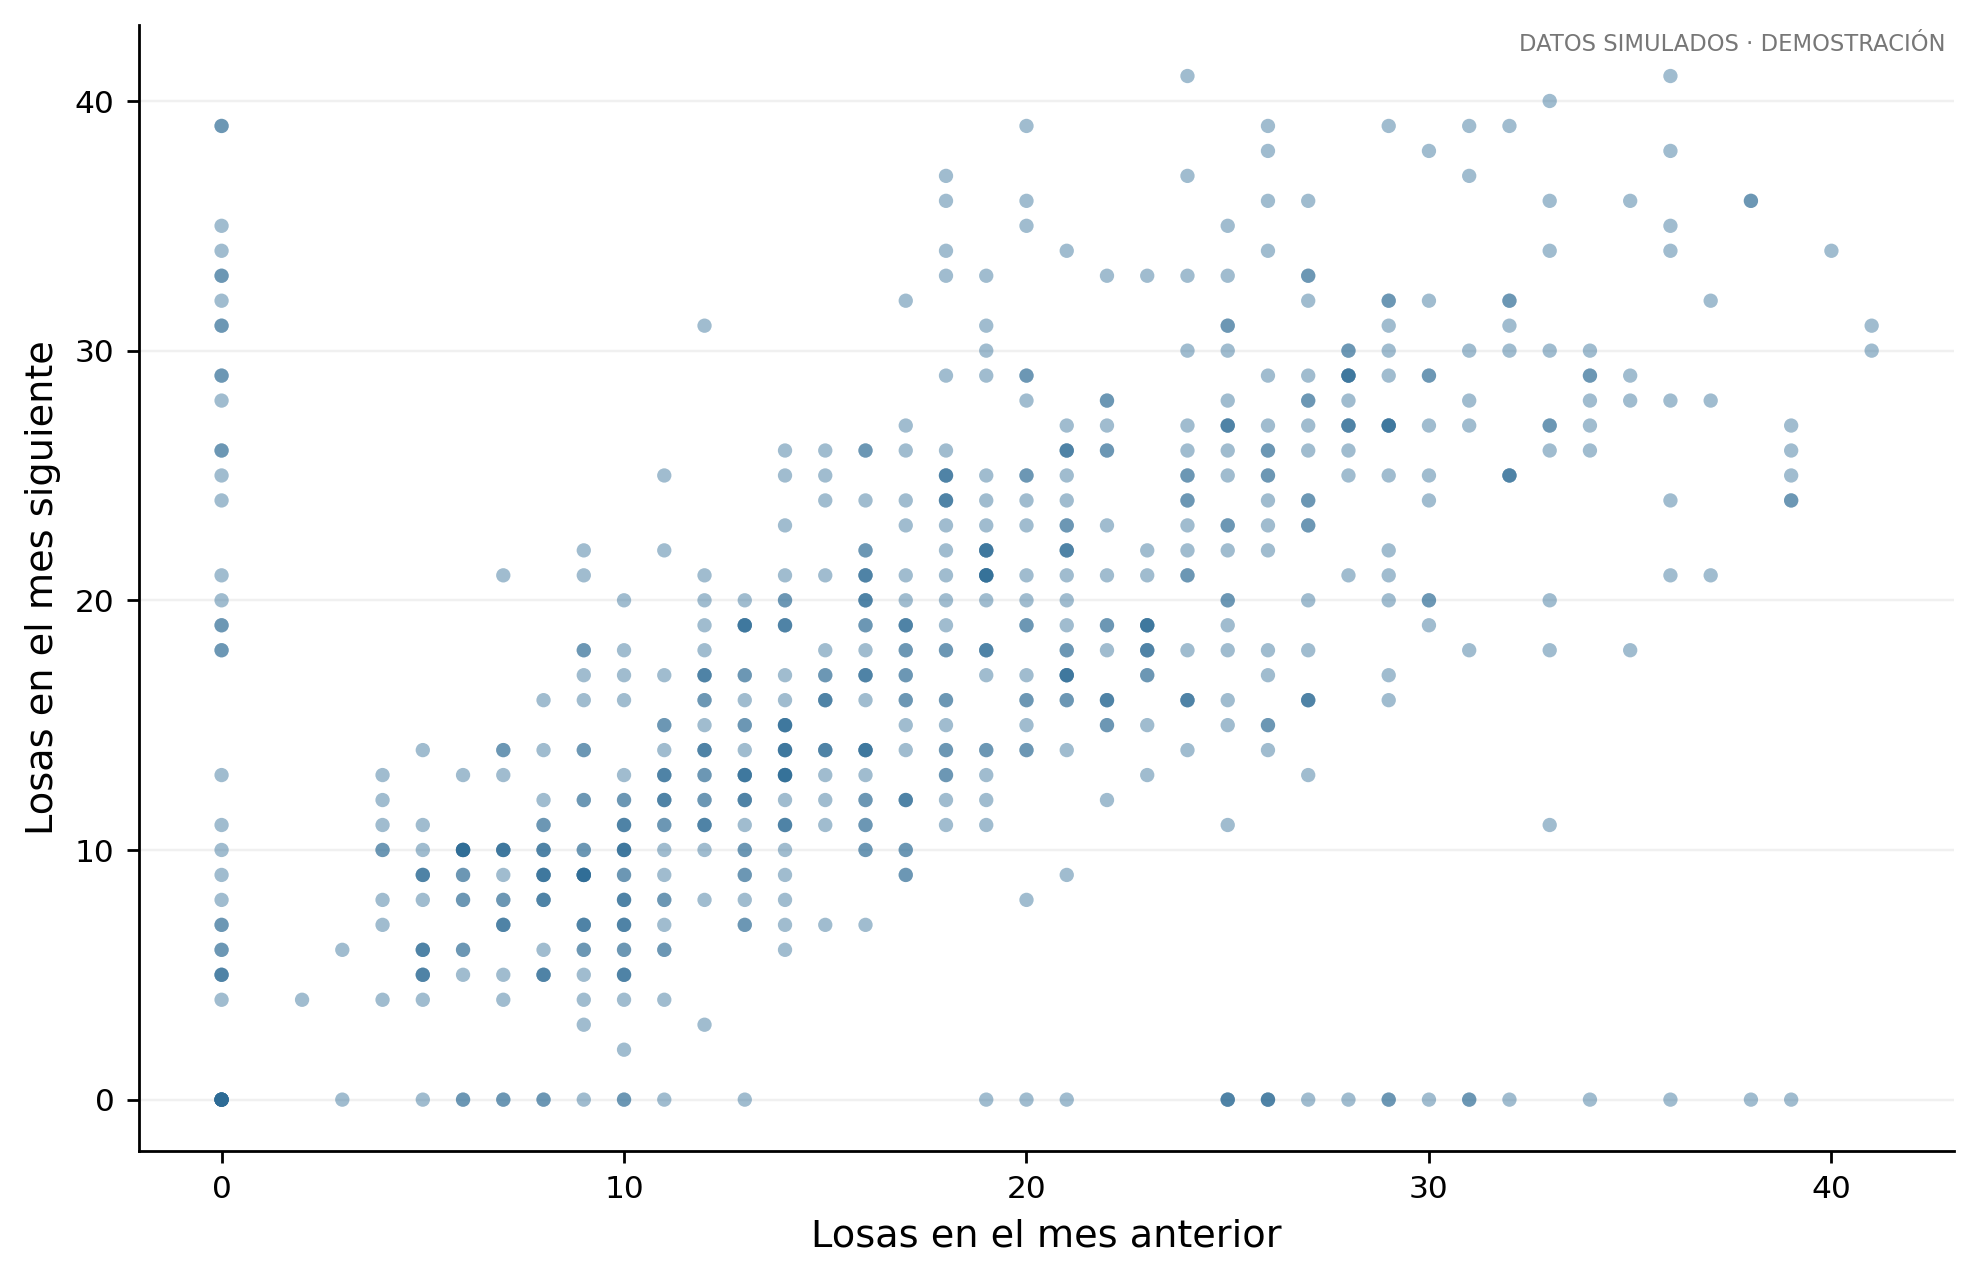 DATOS SIMULADOS · DEMOSTRACIÓN
Losas en el mes siguiente
40
30
20
10
0
0 10 20 30 40
Losas en el mes anterior